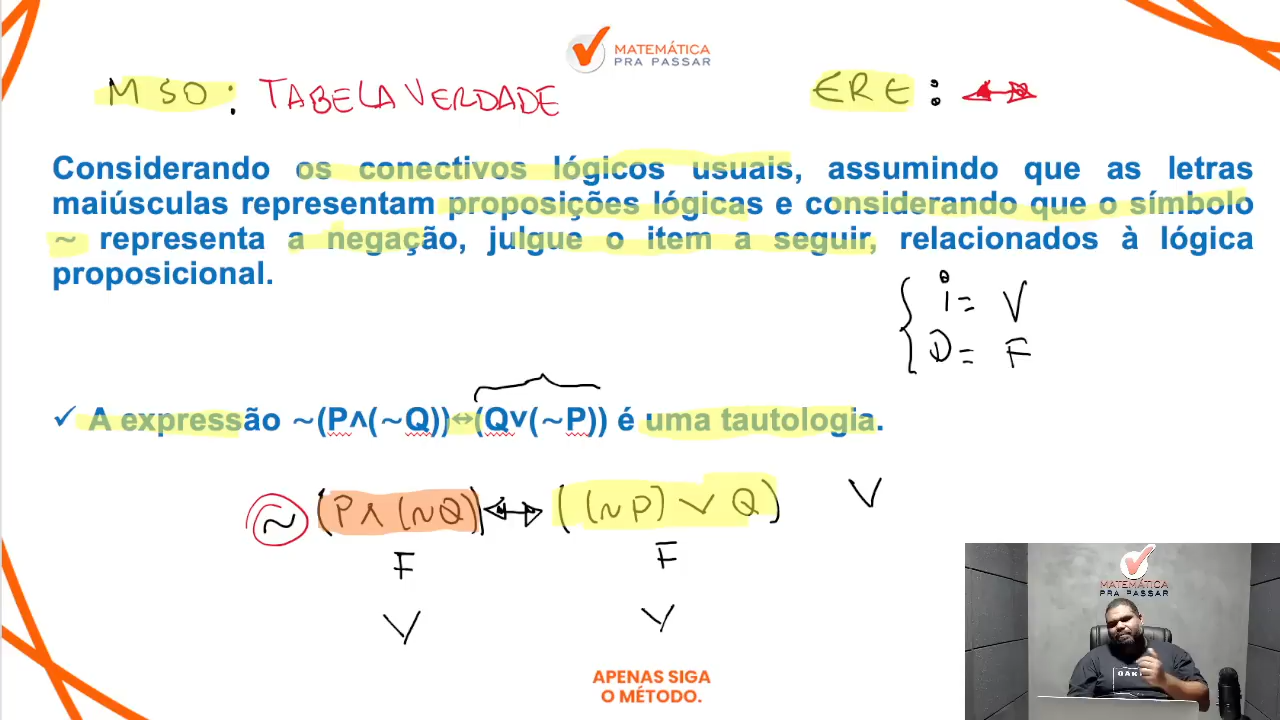 MATEMÁTICA
PRA PASSAR
MSO: TABELA VERDADE
ERE: ↔
Considerando os conectivos lógicos usuais, assumindo que as letras
maiúsculas representam proposições lógicas e considerando que o símbolo
~ representa a negação, julgue o item a seguir, relacionados à lógica
proposicional.
i = V
D = F
✓ A expressão ~(P∧(~Q))↔(Q∨(~P)) é uma tautologia.
~ (P ∧ (~Q)) ↔ ((~P) ∨ Q) V
F F
V V
MATEMÁTICA
PRA PASSAR
OAK
APENAS SIGA
O MÉTODO.